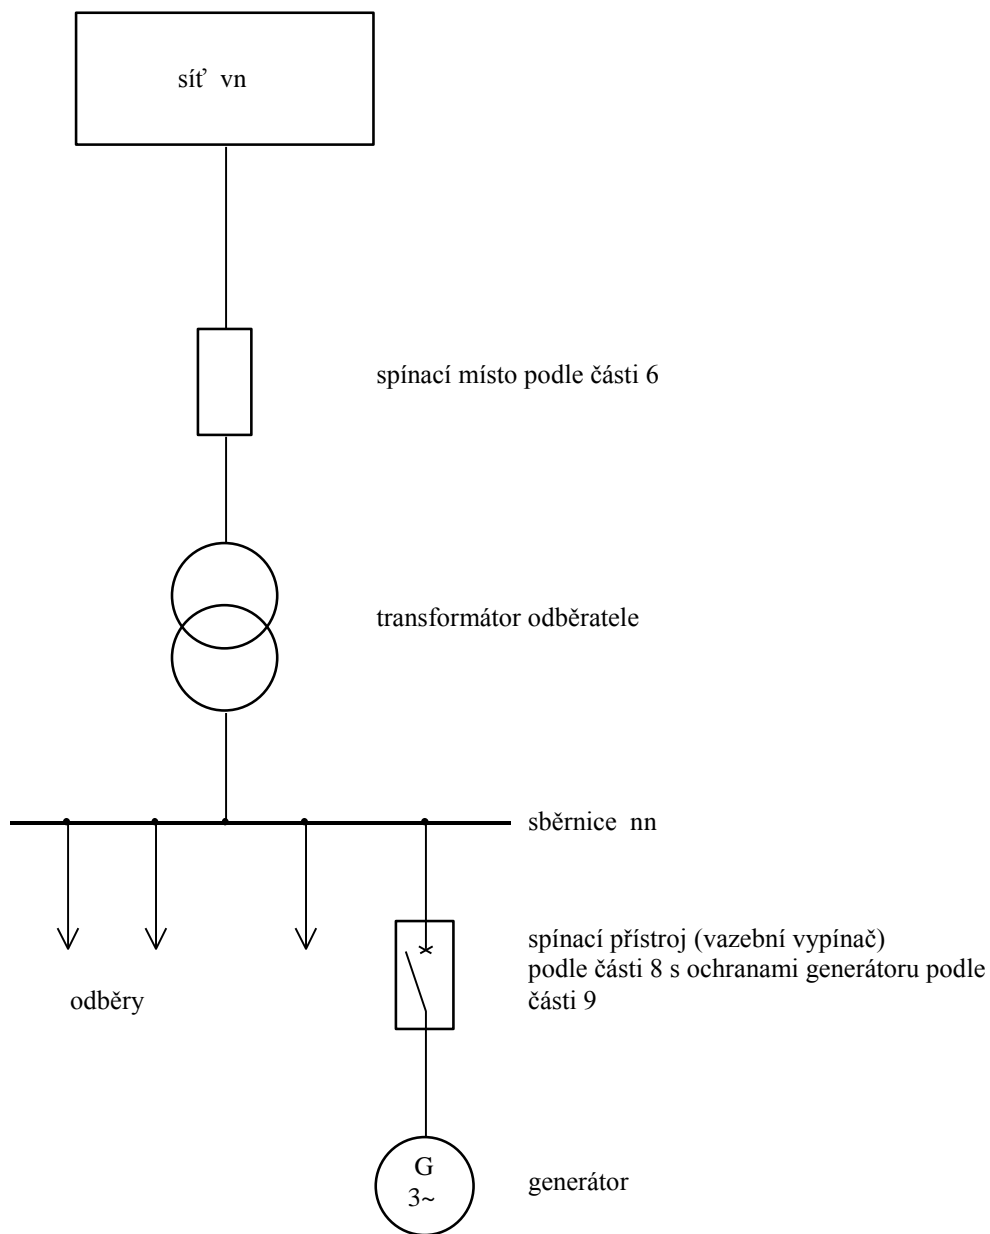 síť vn
spínací místo podle části 6
transformátor odběratele
sběrnice nn
spínací přístroj (vazební vypínač)
podle části 8 s ochranami generátoru podle
části 9
odběry
G
3~
generátor